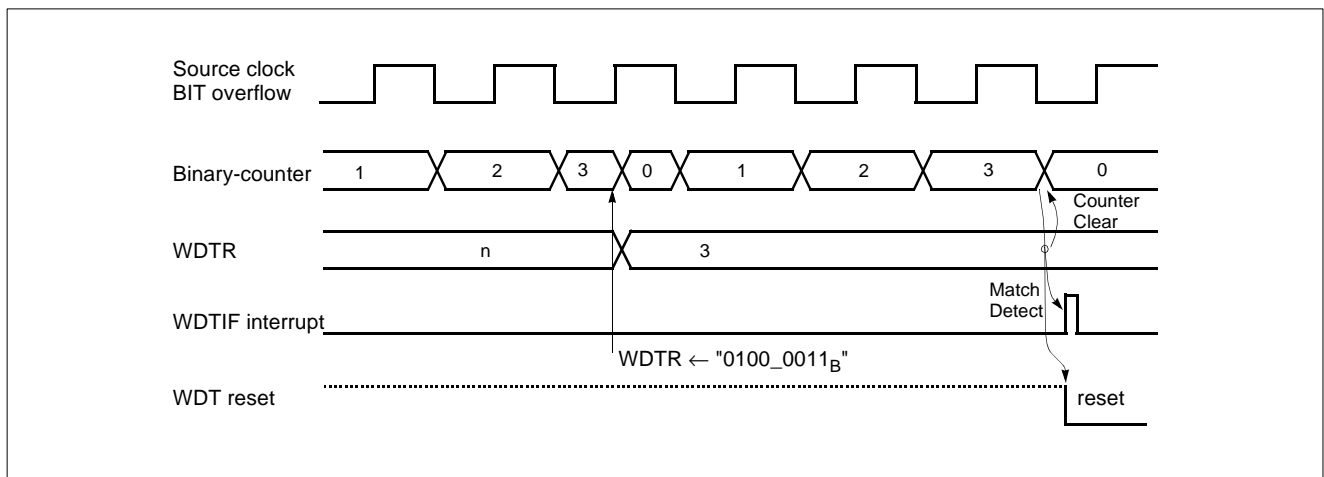 Source clock
BIT overflow
Binary-counter
1 2 3 0 1 2 3 0
Counter
Clear
WDTR
n 3
Match
Detect
WDTIF interrupt
WDTR ← "0100_0011B"
WDT reset
reset